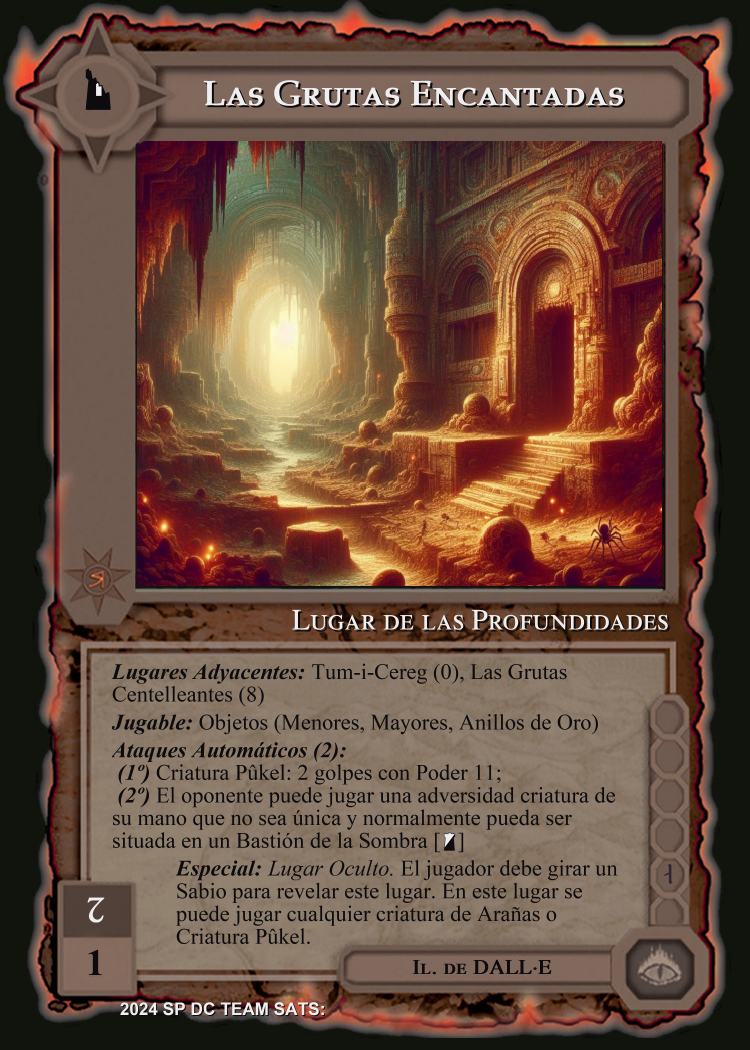 Las Grutas Encantadas
Lugar de las Profundidades
Lugares Adyacentes: Tum-i-Cereg (0), Las Grutas
Centelleantes (8)
Jugable: Objetos (Menores, Mayores, Anillos de Oro)
Ataques Automáticos (2):
(1º) Criatura Pûkel: 2 golpes con Poder 11;
(2º) El oponente puede jugar una adversidad criatura de
su mano que no sea única y normalmente pueda ser
situada en un Bastión de la Sombra [ ]
Especial: Lugar Oculto. El jugador debe girar un
Sabio para revelar este lugar. En este lugar se
puede jugar cualquier criatura de Arañas o
Criatura Pûkel.
1
Il. de DALL·E
2024 SP DC TEAM SATS: